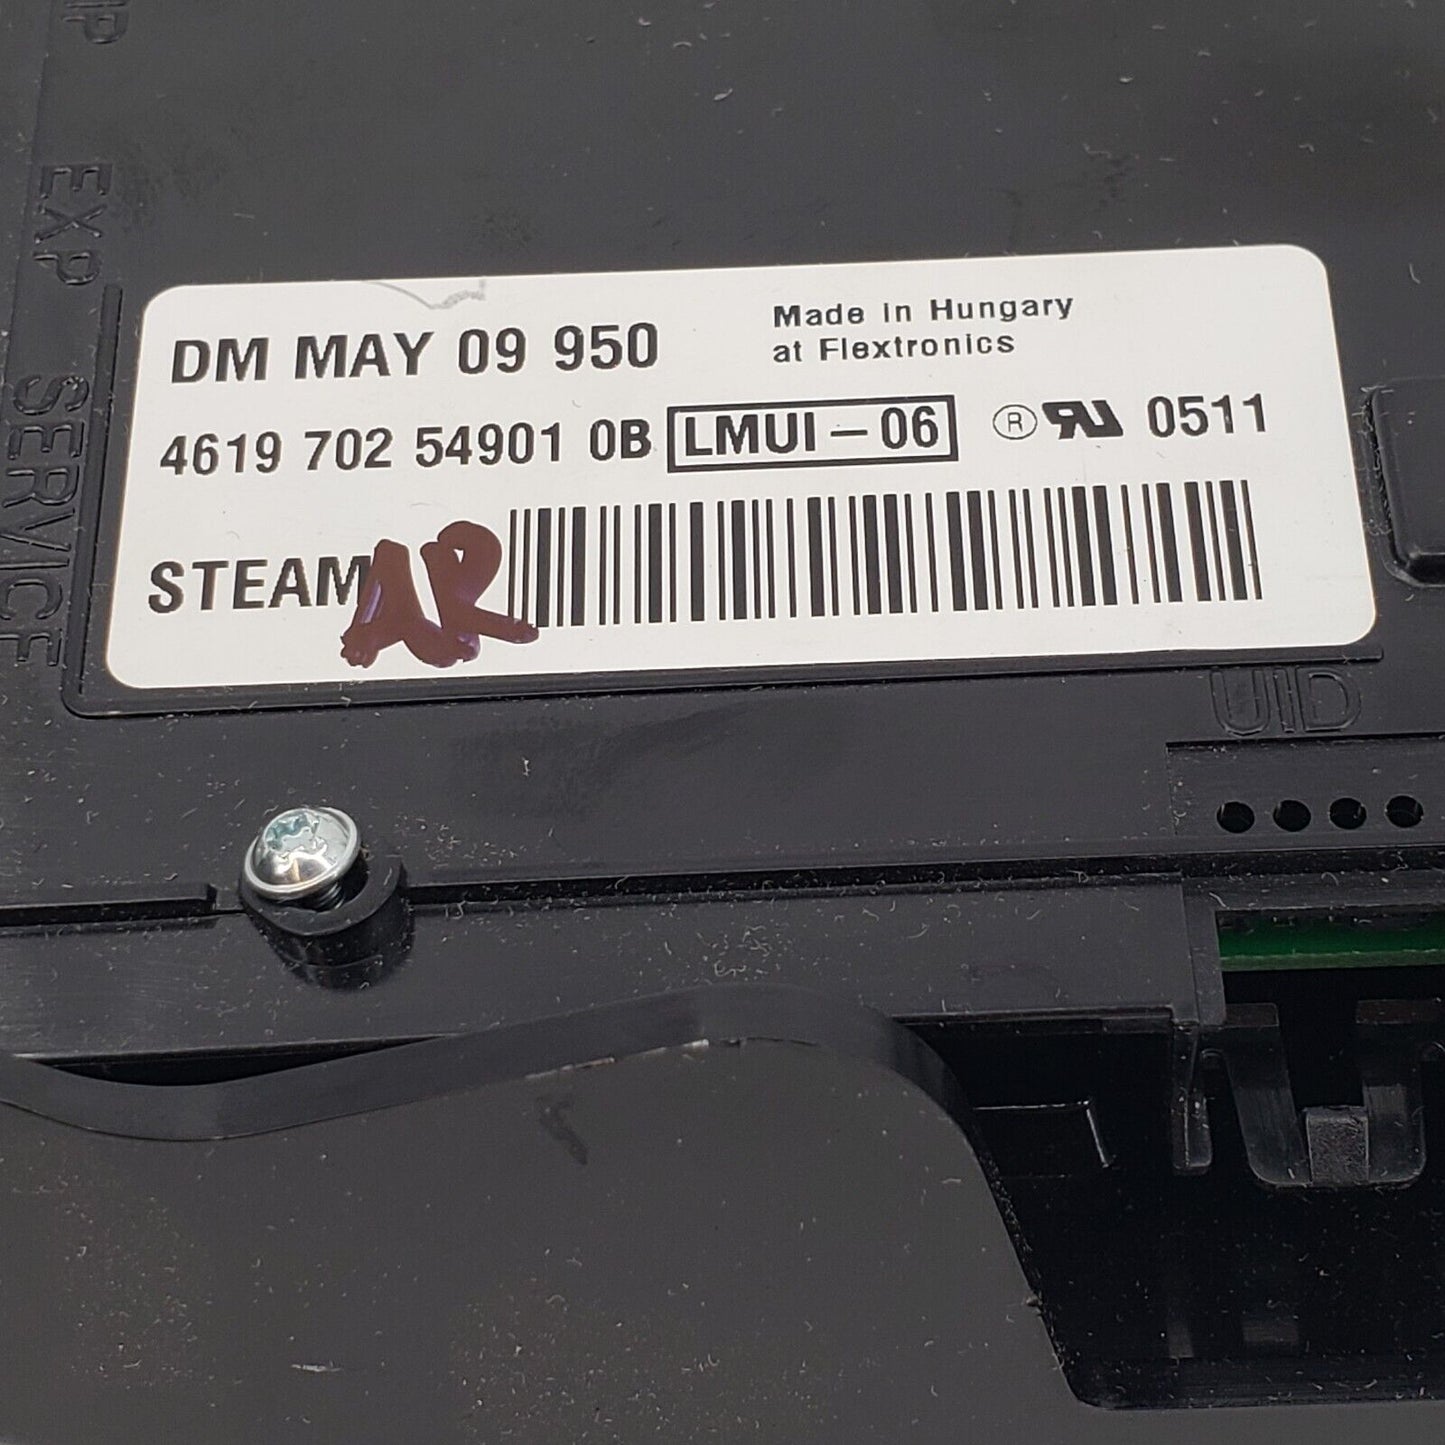 EXP
SERVICE
DM MAY 09 950
Made in Hungary
at Flextronics
4619 702 54901 0B LMUI-06 ® RU 0511
STEAM AR
UID